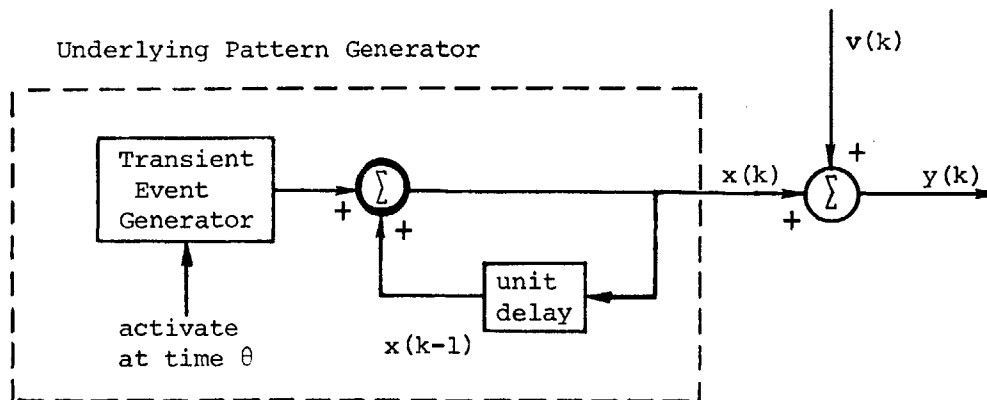 Underlying Pattern Generator
v(k)
Transient
Event
Generator
Σ
+
+
x(k)
+
+
Σ
y(k)
unit
delay
x(k-1)
activate
at time θ